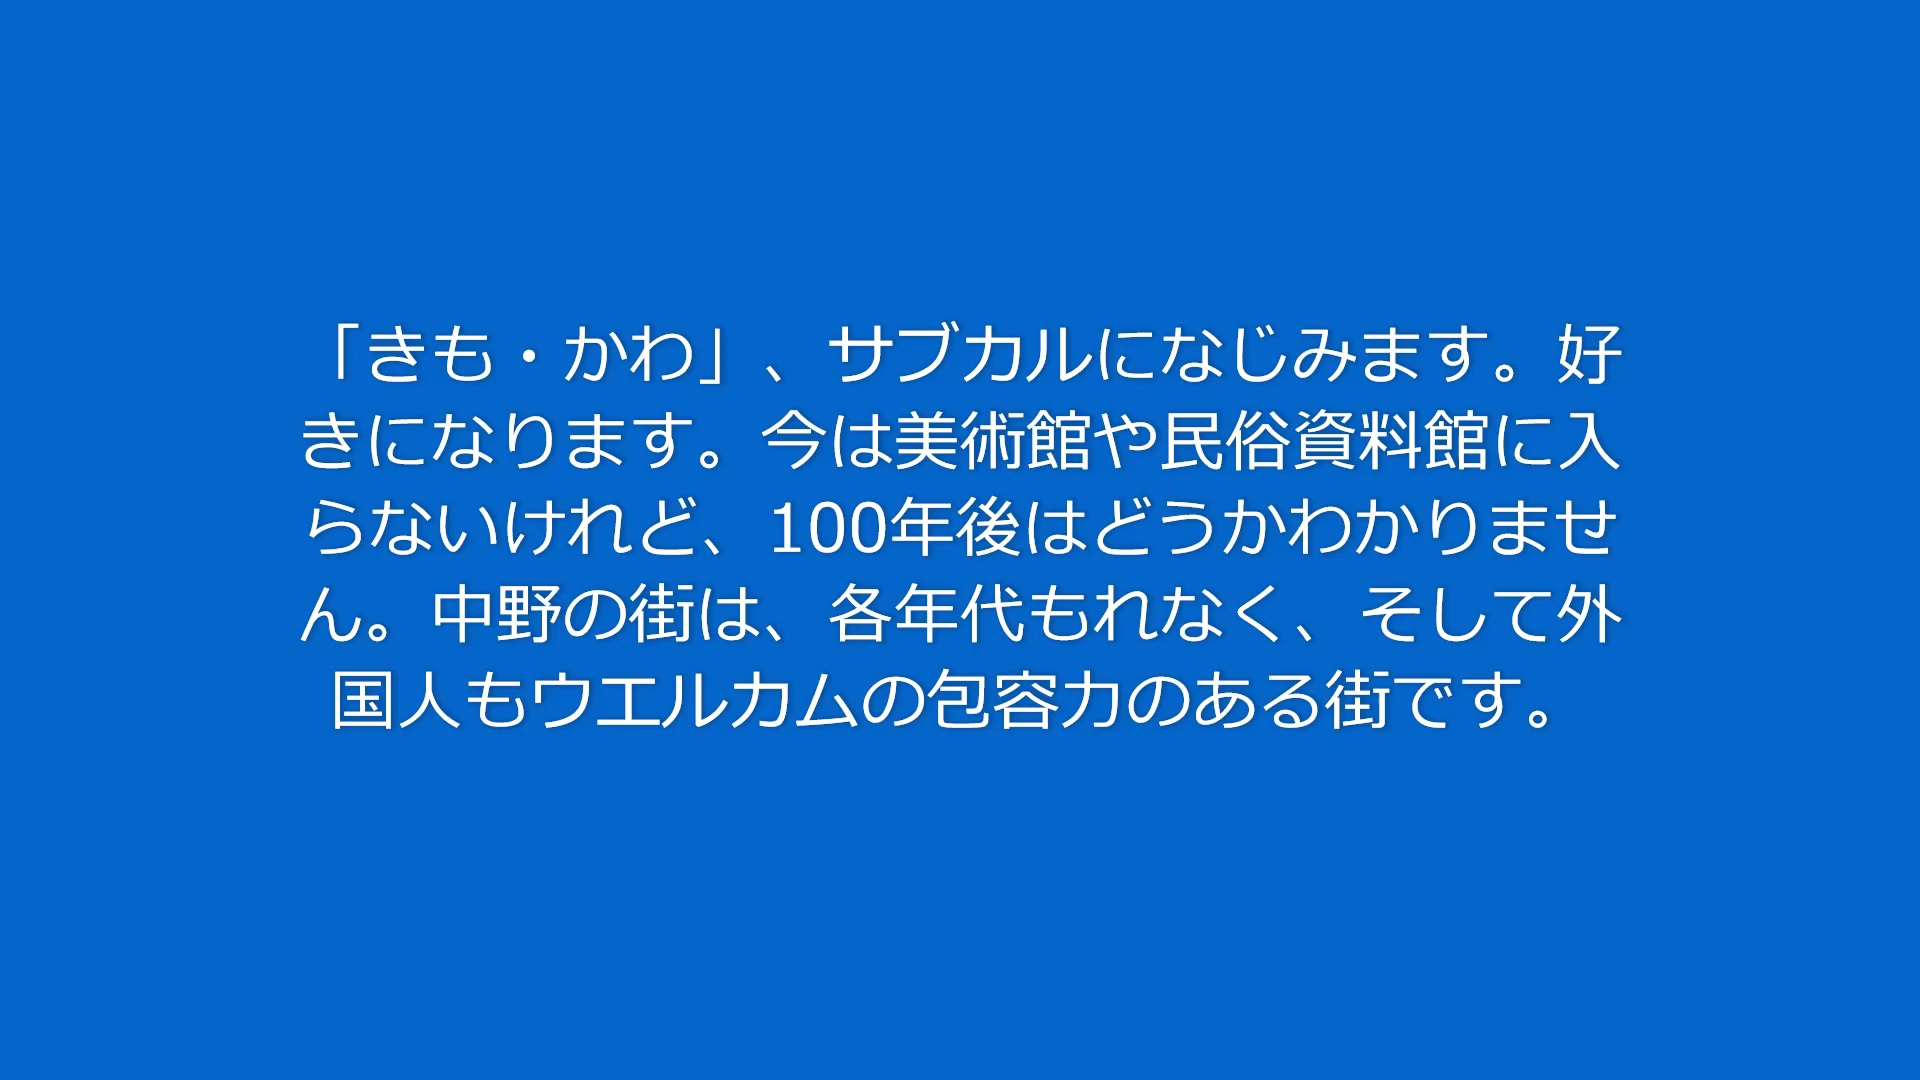 「きも・かわ」、サブカルになじみます。好
きになります。今は美術館や民俗資料館に入
らないけれど、100年後はどうかわかりませ
ん。中野の街は、各年代もれなく、そして外
国人もウエルカムの包容力のある街です。